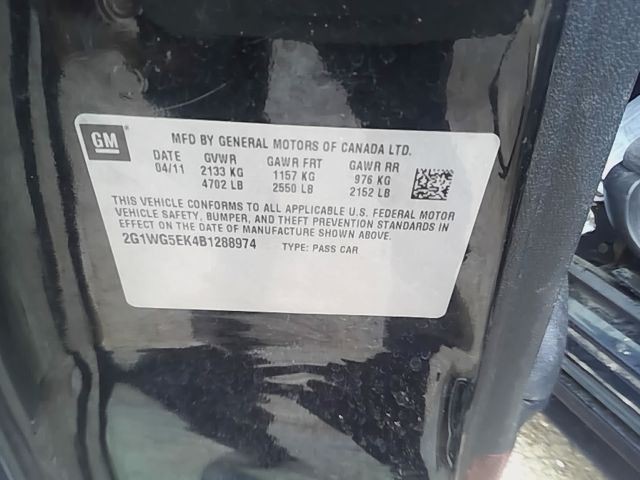 GM
MFD BY GENERAL MOTORS OF CANADA LTD.
DATE GVWR GAWR FRT GAWR RR
04/11 2133 KG 1157 KG 976 KG
4702 LB 2550 LB 2152 LB
THIS VEHICLE CONFORMS TO ALL APPLICABLE U.S. FEDERAL MOTOR
VEHICLE SAFETY, BUMPER, AND THEFT PREVENTION STANDARDS IN
EFFECT ON THE DATE OF MANUFACTURE SHOWN ABOVE.
2G1WG5EK4B1288974 TYPE: PASS CAR